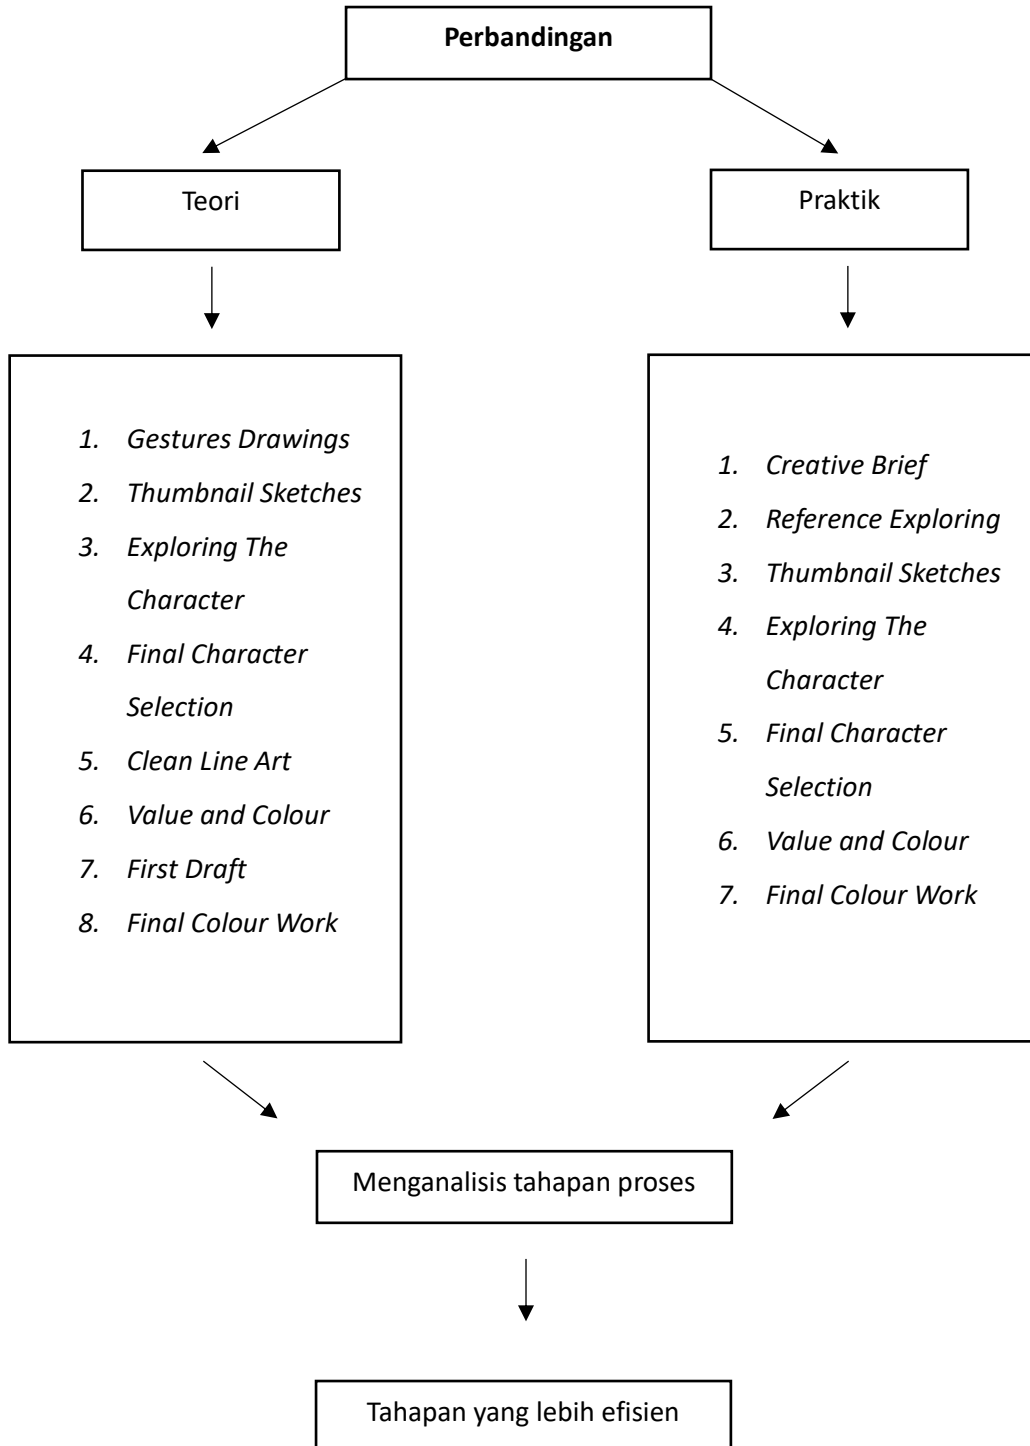 Perbandingan
Teori
Praktik
1. Gestures Drawings
2. Thumbnail Sketches
3. Exploring The
Character
4. Final Character
Selection
5. Clean Line Art
6. Value and Colour
7. First Draft
8. Final Colour Work
1. Creative Brief
2. Reference Exploring
3. Thumbnail Sketches
4. Exploring The
Character
5. Final Character
Selection
6. Value and Colour
7. Final Colour Work
Menganalisis tahapan proses
Tahapan yang lebih efisien